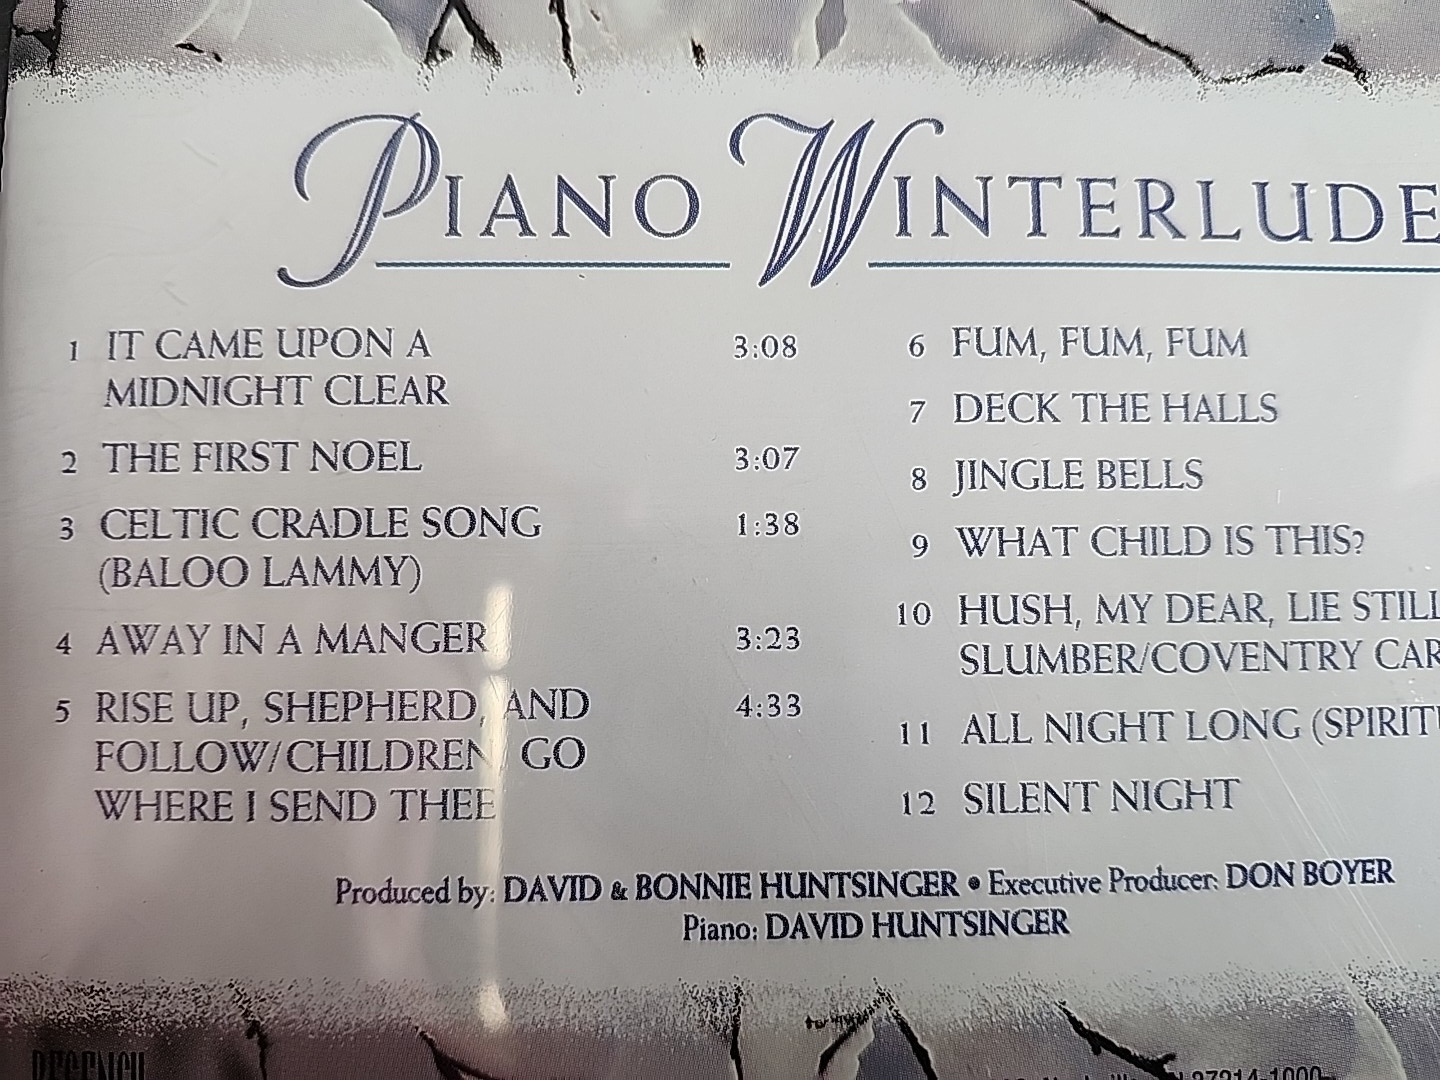 PIANO WINTERLUDE
1 IT CAME UPON A 3:08
MIDNIGHT CLEAR
2 THE FIRST NOEL 3:07
3 CELTIC CRADLE SONG 1:38
(BALOO LAMMY)
4 AWAY IN A MANGER 3:23
5 RISE UP, SHEPHERD, AND 4:33
FOLLOW/CHILDREN GO
WHERE I SEND THEE
6 FUM, FUM, FUM
7 DECK THE HALLS
8 JINGLE BELLS
9 WHAT CHILD IS THIS?
10 HUSH, MY DEAR, LIE STILL
SLUMBER/COVENTRY
11 ALL NIGHT LONG
12 SILENT NIGHT
Produced by: DAVID & BONNIE HUNTSINGER • Executive Producer: DON BOYER
Piano: DAVID HUNTSINGER